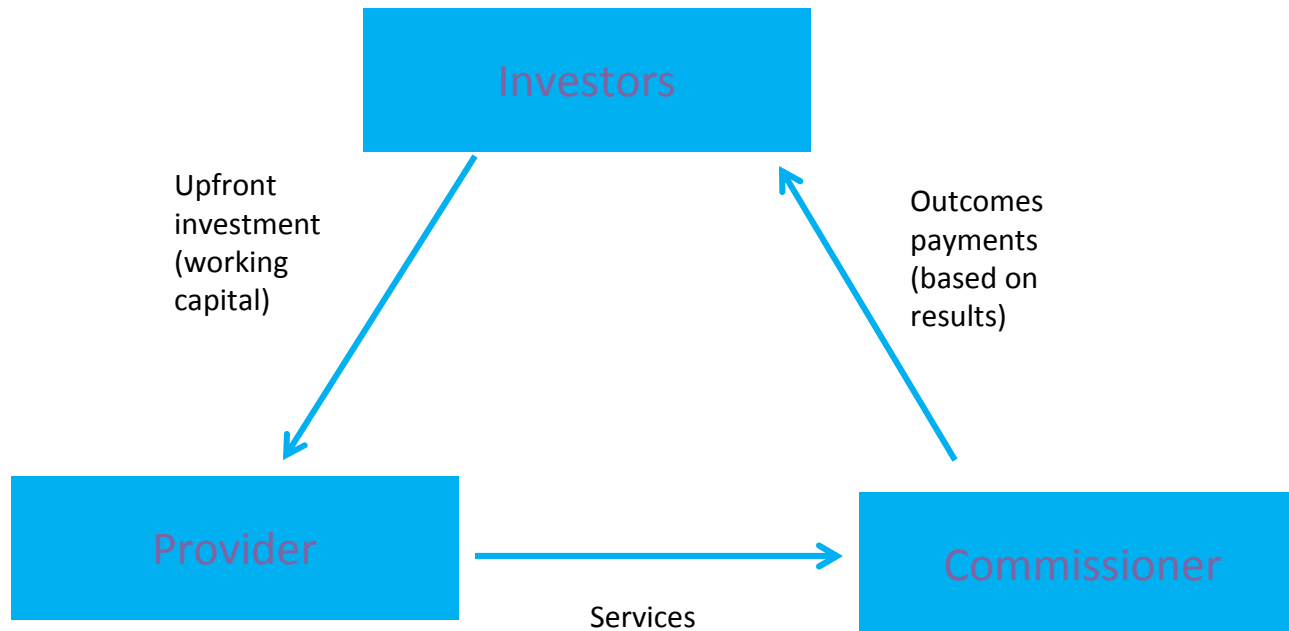 Investors
Upfront
investment
(working
capital)
Outcomes
payments
(based on
results)
Provider
Commissioner
Services